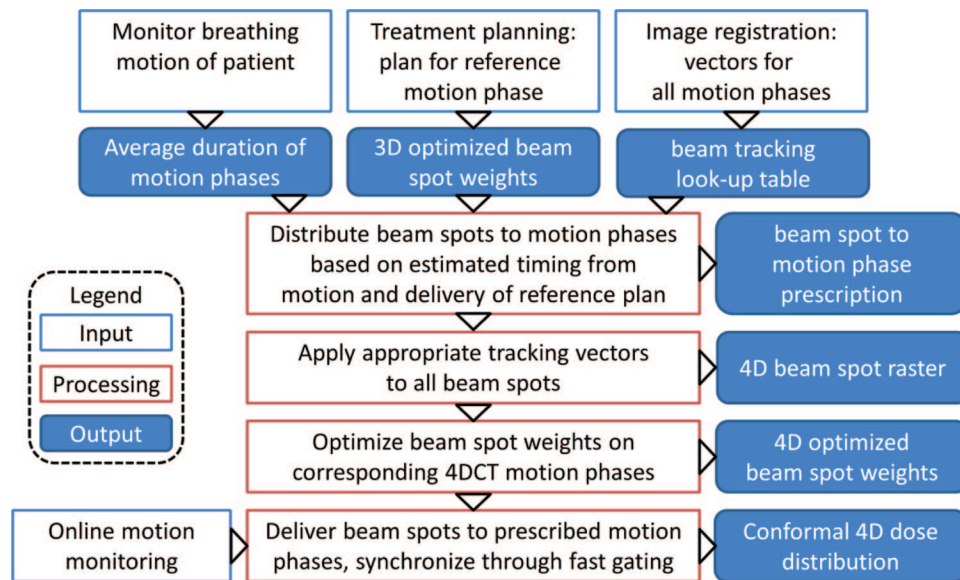 Monitor breathing
motion of patient
Treatment planning:
plan for reference
motion phase
Image registration:
vectors for
all motion phases
Average duration of
motion phases
3D optimized beam
spot weights
beam tracking
look-up table
Distribute beam spots to motion phases
based on estimated timing from
motion and delivery of reference plan
beam spot to
motion phase
prescription
Legend
Input
Processing
Output
Apply appropriate tracking vectors
to all beam spots
4D beam spot raster
Optimize beam spot weights on
corresponding 4DCT motion phases
4D optimized
beam spot weights
Online motion
monitoring
Deliver beam spots to prescribed motion
phases, synchronize through fast gating
Conformal 4D dose
distribution